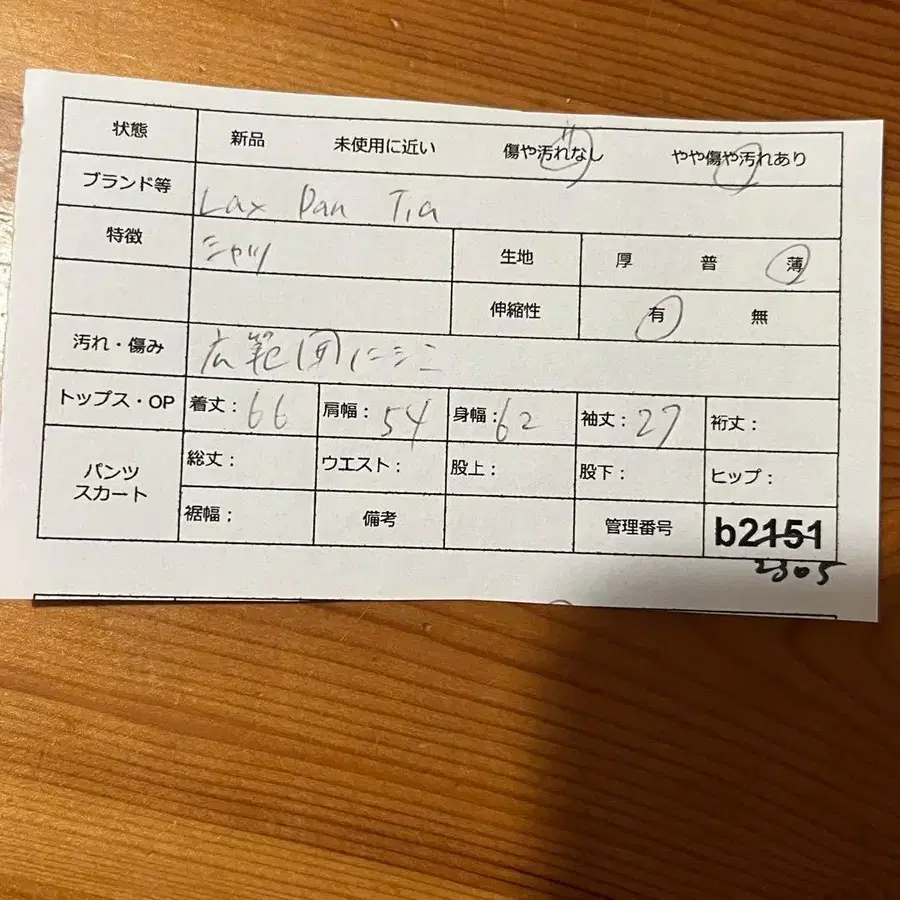 状態 新品 未使用に近い 傷や汚れなし やや傷や汚れあり
ブランド等 Lax Dan Tia
特徴 シャツ 生地 厚 普 薄
伸縮性 有 無
汚れ・傷み 広範囲にシミ
トップス・OP 着丈：66 肩幅：54 身幅：62 袖丈：27 裄丈：
パンツ スカート 総丈： ウエスト： 股上： 股下： ヒップ：
裾幅； 備考 管理番号 b2151
2305